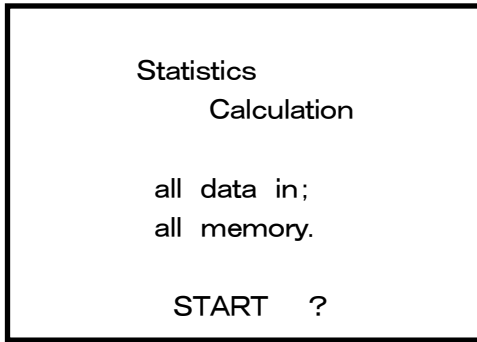 Statistics
Calculation
all data in;
all memory.
START ?